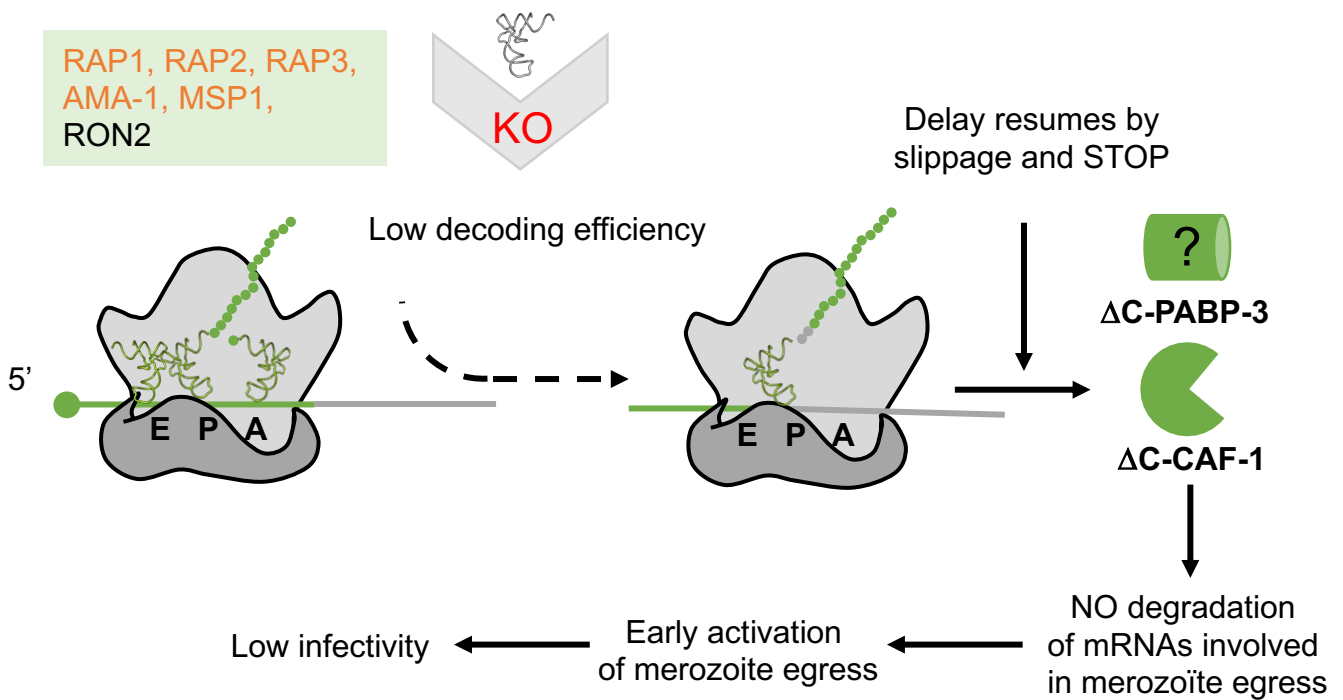 RAP1, RAP2, RAP3,
AMA-1, MSP1,
RON2
KO
Delay resumes by
slippage and STOP
Low decoding efficiency
?
ΔC-PABP-3
5’
E P A
E P A
ΔC-CAF-1
NO degradation
of mRNAs involved
in merozoïte egress
Early activation
of merozoite egress
Low infectivity